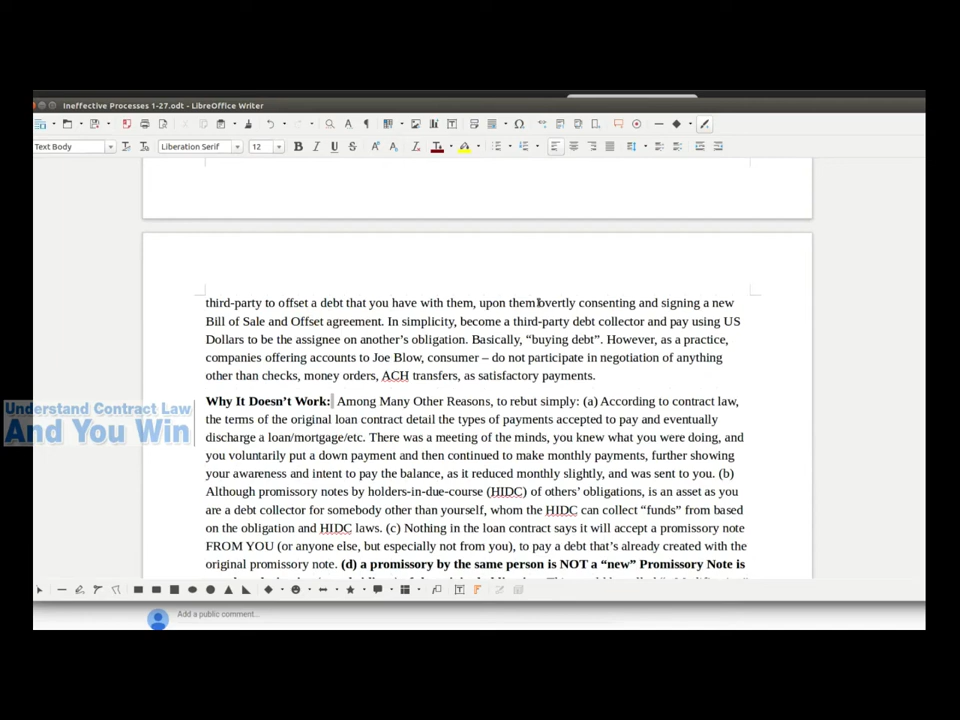 Ineffective Processes 1-27.odt - LibreOffice Writer
Text Body
Liberation Serif
12
third-party to offset a debt that you have with them, upon them overtly consenting and signing a new
Bill of Sale and Offset agreement. In simplicity, become a third-party debt collector and pay using US
Dollars to be the assignee on another’s obligation. Basically, “buying debt”. However, as a practice,
companies offering accounts to Joe Blow, consumer – do not participate in negotiation of anything
other than checks, money orders, ACH transfers, as satisfactory payments.
Why It Doesn’t Work: Among Many Other Reasons, to rebut simply: (a) According to contract law,
the terms of the original loan contract detail the types of payments accepted to pay and eventually
discharge a loan/mortgage/etc. There was a meeting of the minds, you knew what you were doing, and
you voluntarily put a down payment and then continued to make monthly payments, further showing
your awareness and intent to pay the balance, as it reduced monthly slightly, and was sent to you. (b)
Although promissory notes by holders-in-due-course (HIDC) of others’ obligations, is an asset as you
are a debt collector for somebody other than yourself, whom the HIDC can collect “funds” from based
on the obligation and HIDC laws. (c) Nothing in the loan contract says it will accept a promissory note
FROM YOU (or anyone else, but especially not from you), to pay a debt that’s already created with the
original promissory note. (d) a promissory by the same person is NOT a “new” Promissory Note is
Understand Contract Law
And You Win
Add a public comment...